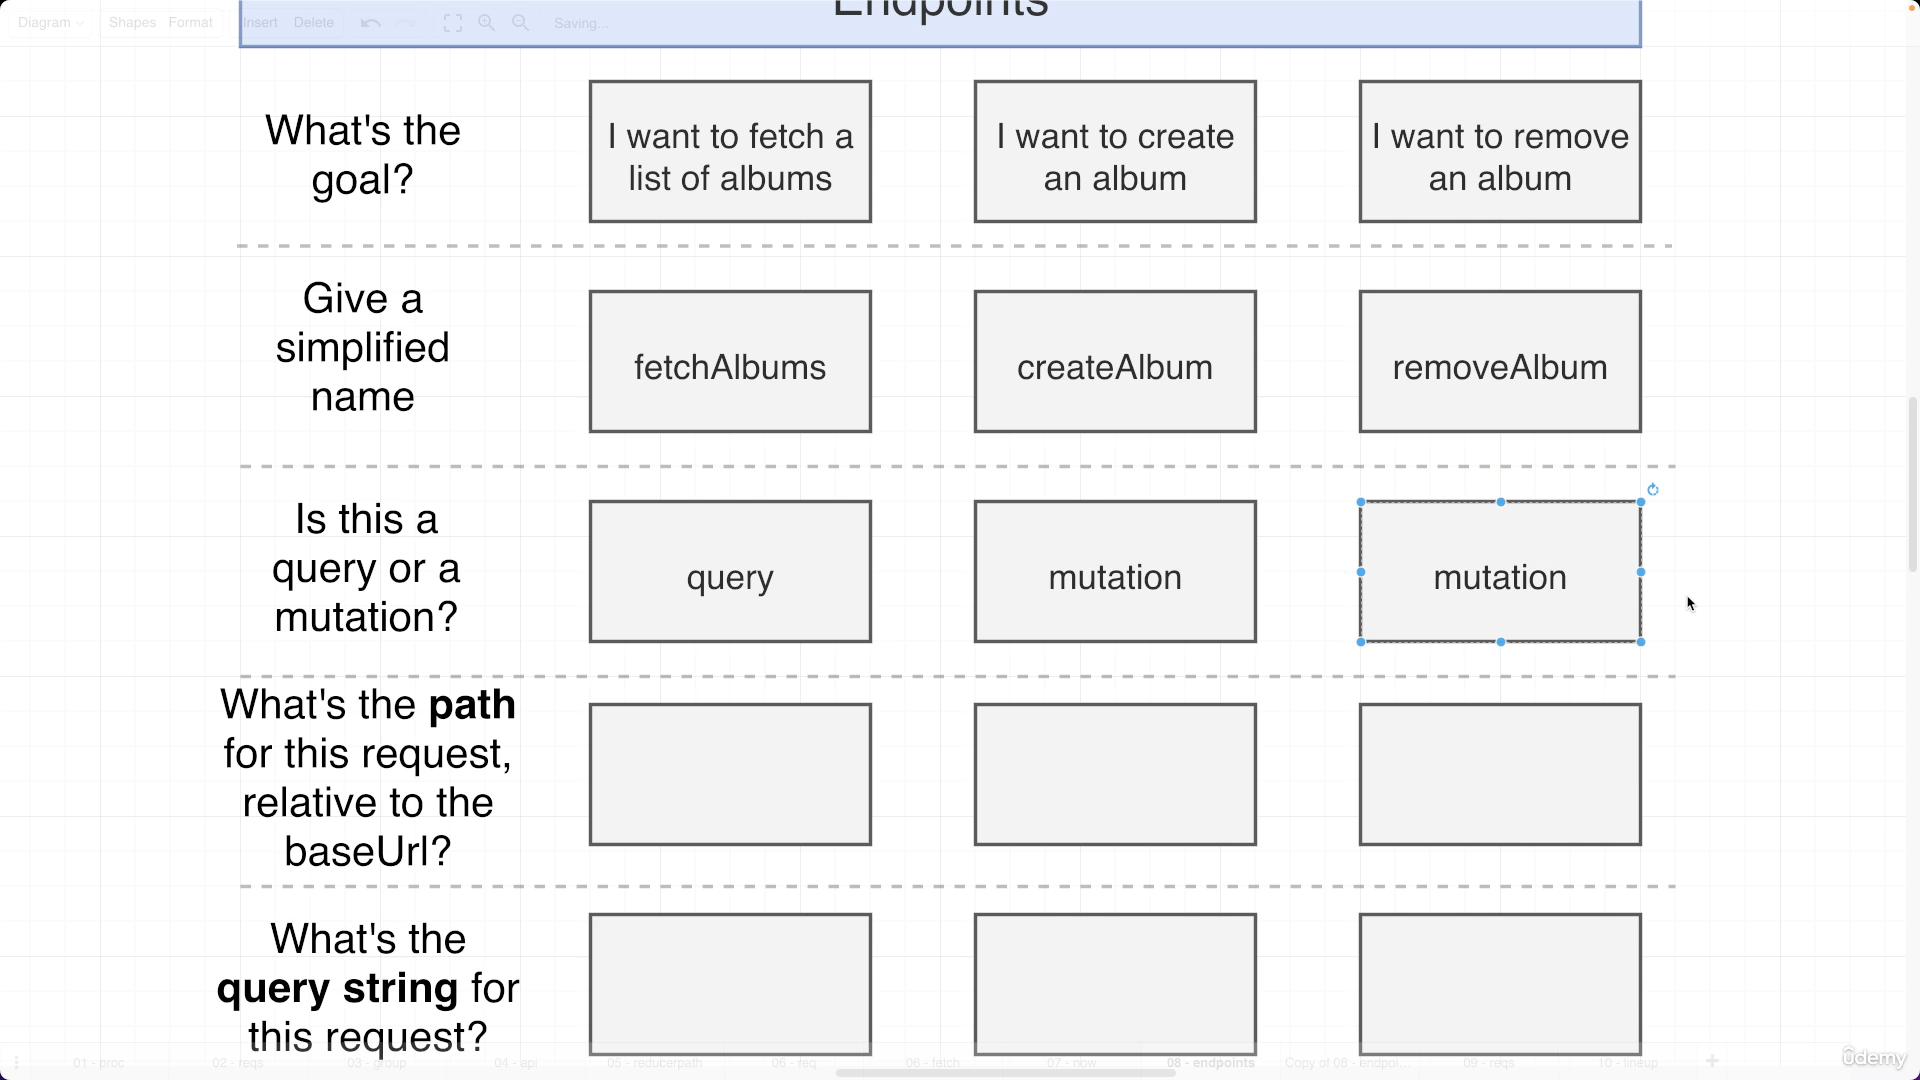 Diagram
Shapes
Format
Insert
Delete
Saving...
Endpoints
What's the
goal?
I want to fetch a
list of albums
I want to create
an album
I want to remove
an album
Give a
simplified
name
fetchAlbums
createAlbum
removeAlbum
Is this a
query or a
mutation?
query
mutation
mutation
What's the path
for this request,
relative to the
baseUrl?
What's the
query string for
this request?
01 - proc
02 - reqs
03 - group
04 - api
05 - reducerpath
06 - req
06 - fetch
07 - now
08 - endpoints
Copy of 08 - endpoi...
09 - reqs
10 - lineup
ûdemy